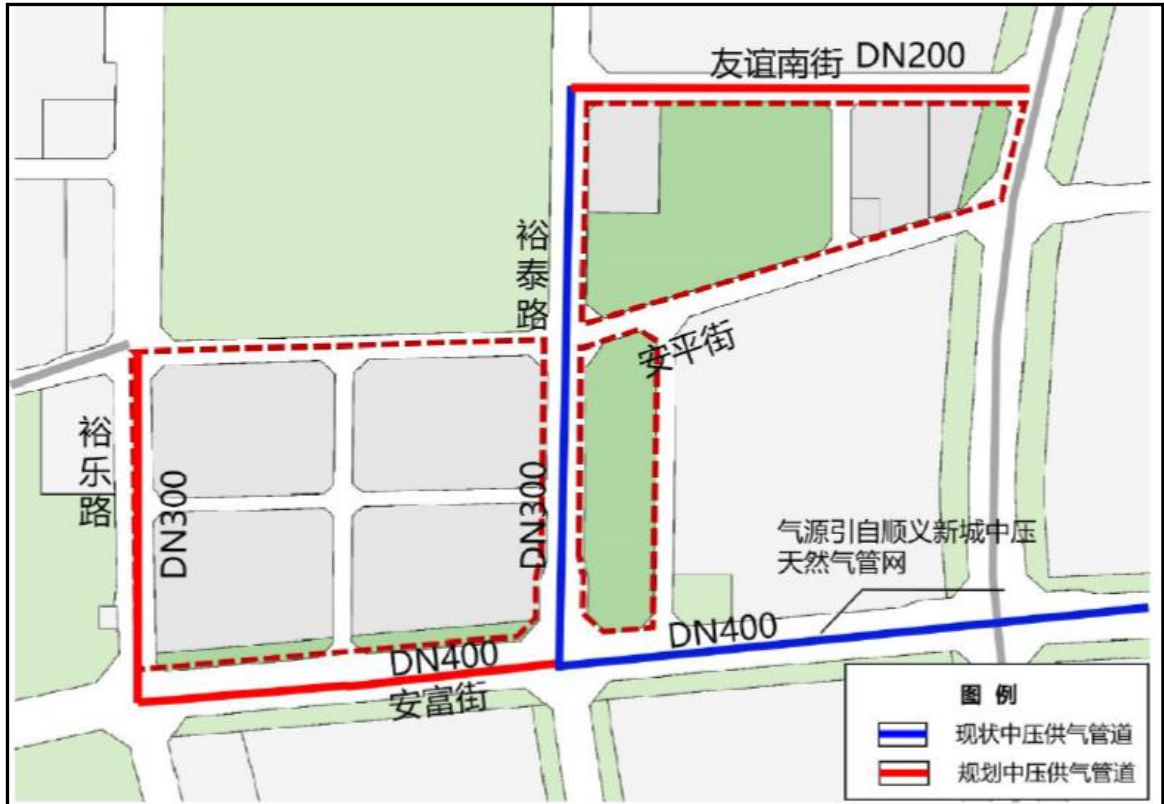 友谊南街 DN200
裕泰路
安平街
裕乐路
DN300
DN300
气源引自顺义新城中压
天然气管网
DN400
DN400
安富街
图 例
现状中压供气管道
规划中压供气管道